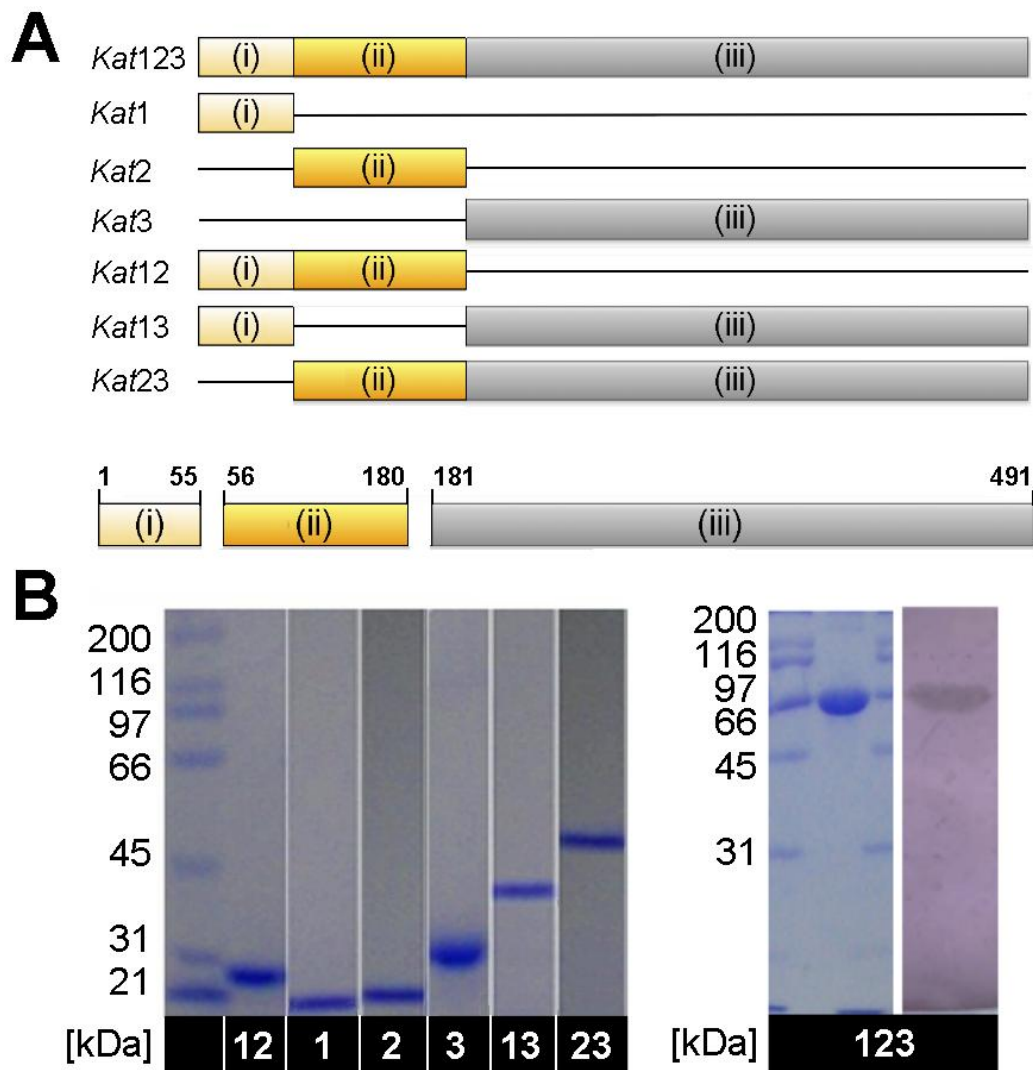 A
Kat123 (i) (ii) (iii)
Kat1 (i)
Kat2 (ii)
Kat3 (iii)
Kat12 (i) (ii)
Kat13 (i) (iii)
Kat23 (ii) (iii)
1 55 56 180 181 491
(i) (ii) (iii)
B
200
116
97
66
45
31
21
[kDa] 12 1 2 3 13 23
200
116
97
66
45
31
[kDa] 123